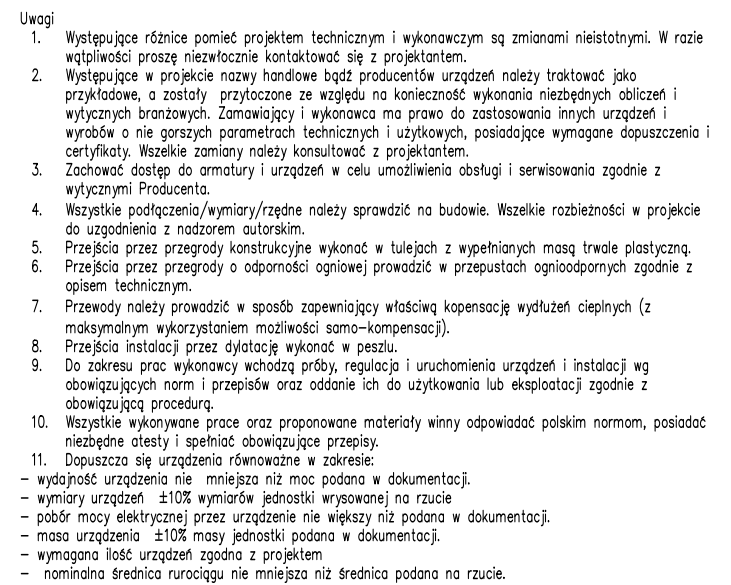 Uwagi
1. Występujące różnice pomieć projektem technicznym i wykonawczym są zmianami nieistotnymi. W razie
wątpliwości proszę niezwłocznie kontaktować się z projektantem.
2. Występujące w projekcie nazwy handlowe bądź producentów urządzeń należy traktować jako
przykładowe, a zostały przytoczone ze względu na konieczność wykonania niezbędnych obliczeń i
wytycznych branżowych. Zamawiający i wykonawca ma prawo do zastosowania innych urządzeń i
wyrobów o nie gorszych parametrach technicznych i użytkowych, posiadające wymagane dopuszczenia i
certyfikaty. Wszelkie zamiany należy konsultować z projektantem.
3. Zachować dostęp do armatury i urządzeń w celu umożliwienia obsługi i serwisowania zgodnie z
wytycznymi Producenta.
4. Wszystkie podłączenia/wymiary/rzędne należy sprawdzić na budowie. Wszelkie rozbieżności w projekcie
do uzgodnienia z nadzorem autorskim.
5. Przejścia przez przegrody konstrukcyjne wykonać w tulejach z wypełnianych masą trwale plastyczną.
6. Przejścia przez przegrody o odporności ogniowej prowadzić w przepustach ognioodpornych zgodnie z
opisem technicznym.
7. Przewody należy prowadzić w sposób zapewniający właściwą kopensację wydłużeń cieplnych (z
maksymalnym wykorzystaniem możliwości samo-kompensacji).
8. Przejścia instalacji przez dylatację wykonać w peszlu.
9. Do zakresu prac wykonawcy wchodzą próby, regulacja i uruchomienia urządzeń i instalacji wg
obowiązujących norm i przepisów oraz oddanie ich do użytkowania lub eksploatacji zgodnie z
obowiązującą procedurą.
10. Wszystkie wykonywane prace oraz proponowane materiały winny odpowiadać polskim normom, posiadać
niezbędne atesty i spełniać obowiązujące przepisy.
11. Dopuszcza się urządzenia równoważne w zakresie:
- wydajność urządzenia nie mniejsza niż moc podana w dokumentacji.
- wymiary urządzeń ±10% wymiarów jednostki wrysowanej na rzucie
- pobór mocy elektrycznej przez urządzenie nie większy niż podana w dokumentacji.
- masa urządzenia ±10% masy jednostki podana w dokumentacji.
- wymagana ilość urządzeń zgodna z projektem
- nominalna średnica rurociągu nie mniejsza niż średnica podana na rzucie.